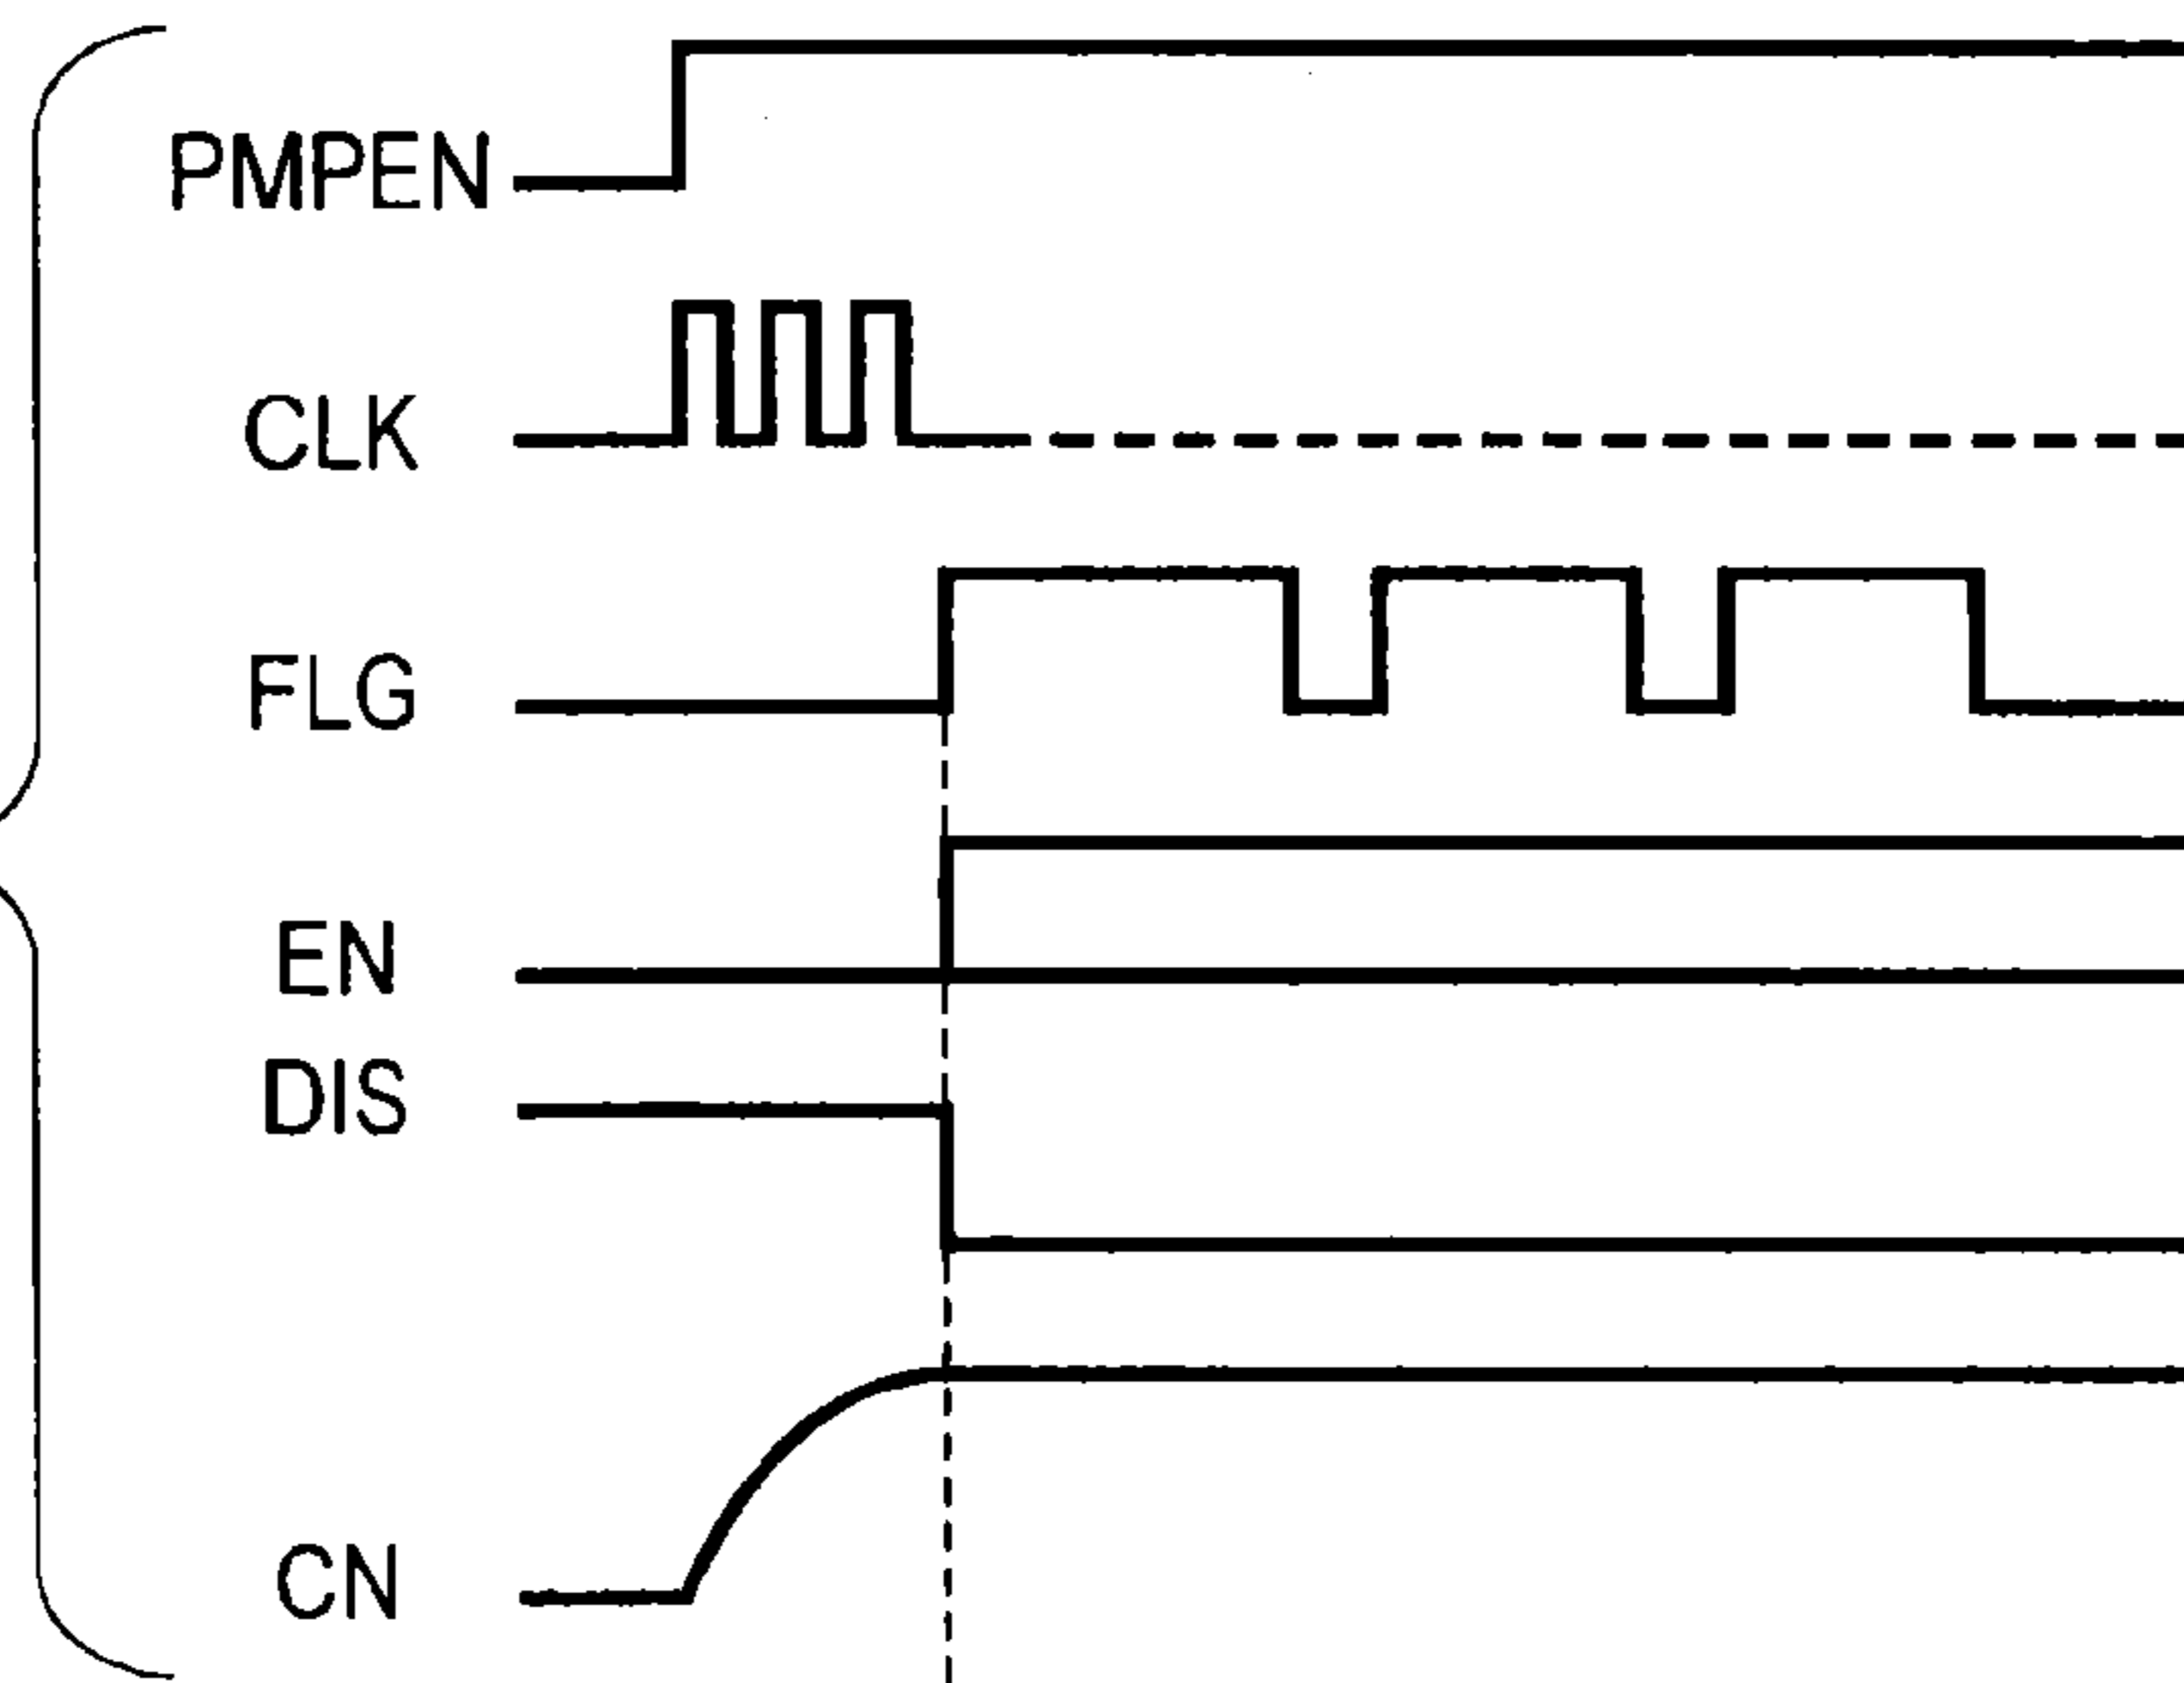 PMPEN
CLK
FLG
EN
DIS
CN